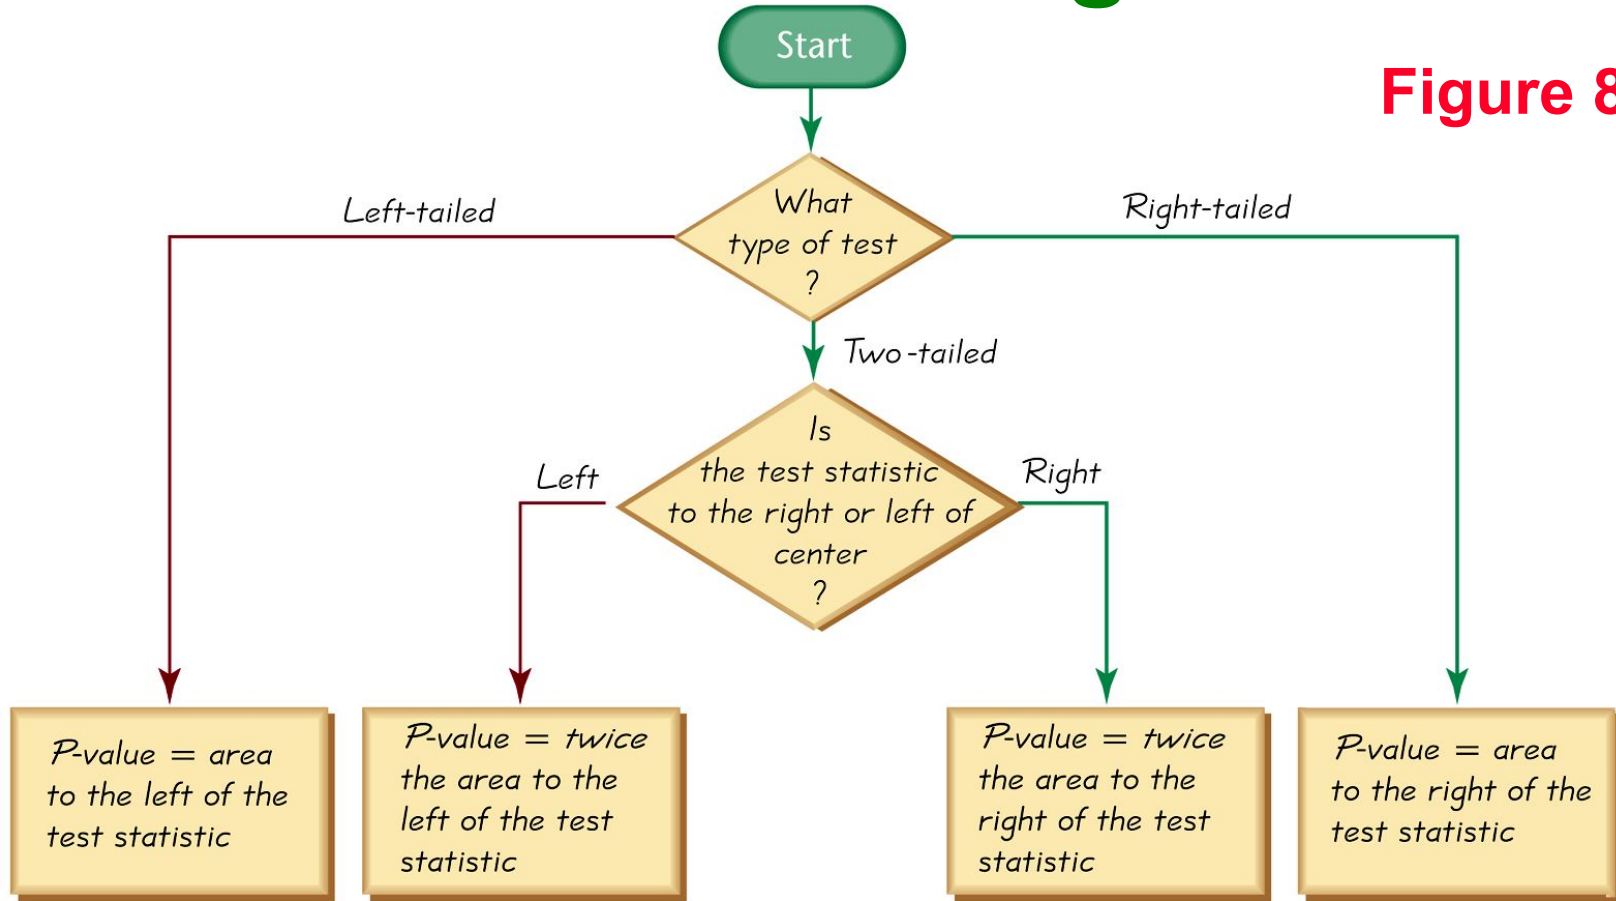 Start
Figure 8
Left-tailed
What
type of test
?
Right-tailed
Two-tailed
Is
the test statistic
to the right or left of
center
?
Left
Right
P-value = area
to the left of the
test statistic
P-value = twice
the area to the
left of the test
statistic
P-value = twice
the area to the
right of the test
statistic
P-value = area
to the right of the
test statistic